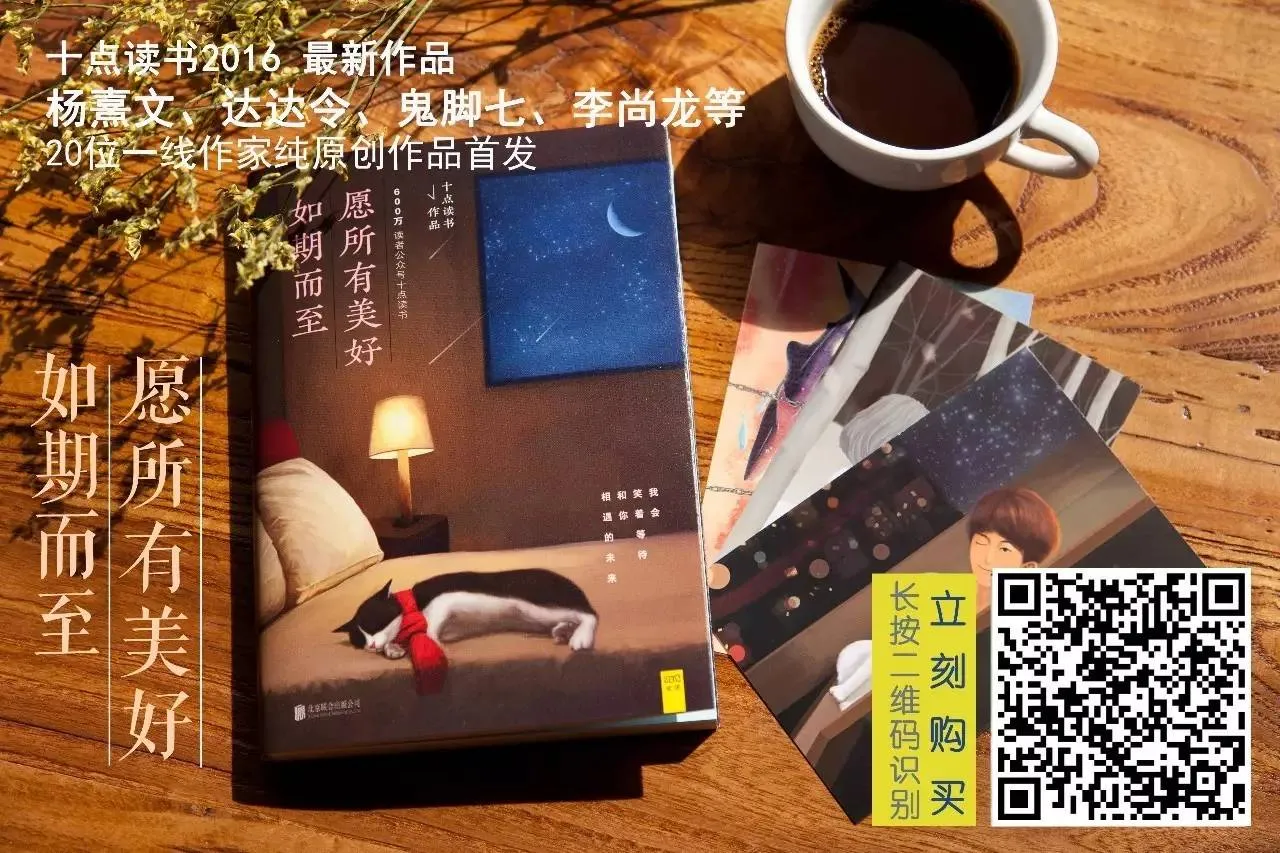 十点读书2016 最新作品
杨熹文、达达令、鬼脚七、李尚龙等
20位一线作家纯原创作品首发
愿所有美好
如期而至
十点读书
作品
600万 读者公众号十点读书
愿所有美好
如期而至
我会
笑着等待
和你
相遇的未来
北京联合出版公司
立刻购买
长按二维码识别